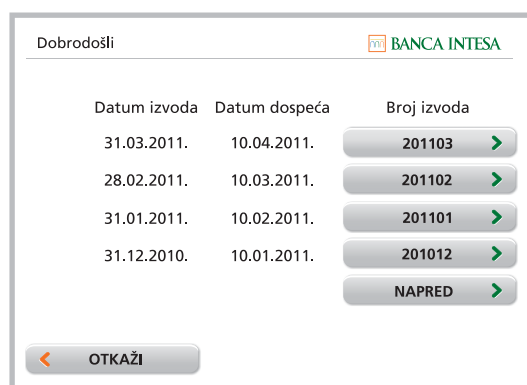 Dobrodošli BANCA INTESA
Datum izvoda Datum dospeća Broj izvoda
31.03.2011. 10.04.2011. 201103
28.02.2011. 10.03.2011. 201102
31.01.2011. 10.02.2011. 201101
31.12.2010. 10.01.2011. 201012
NAPRED
OTKAŽI